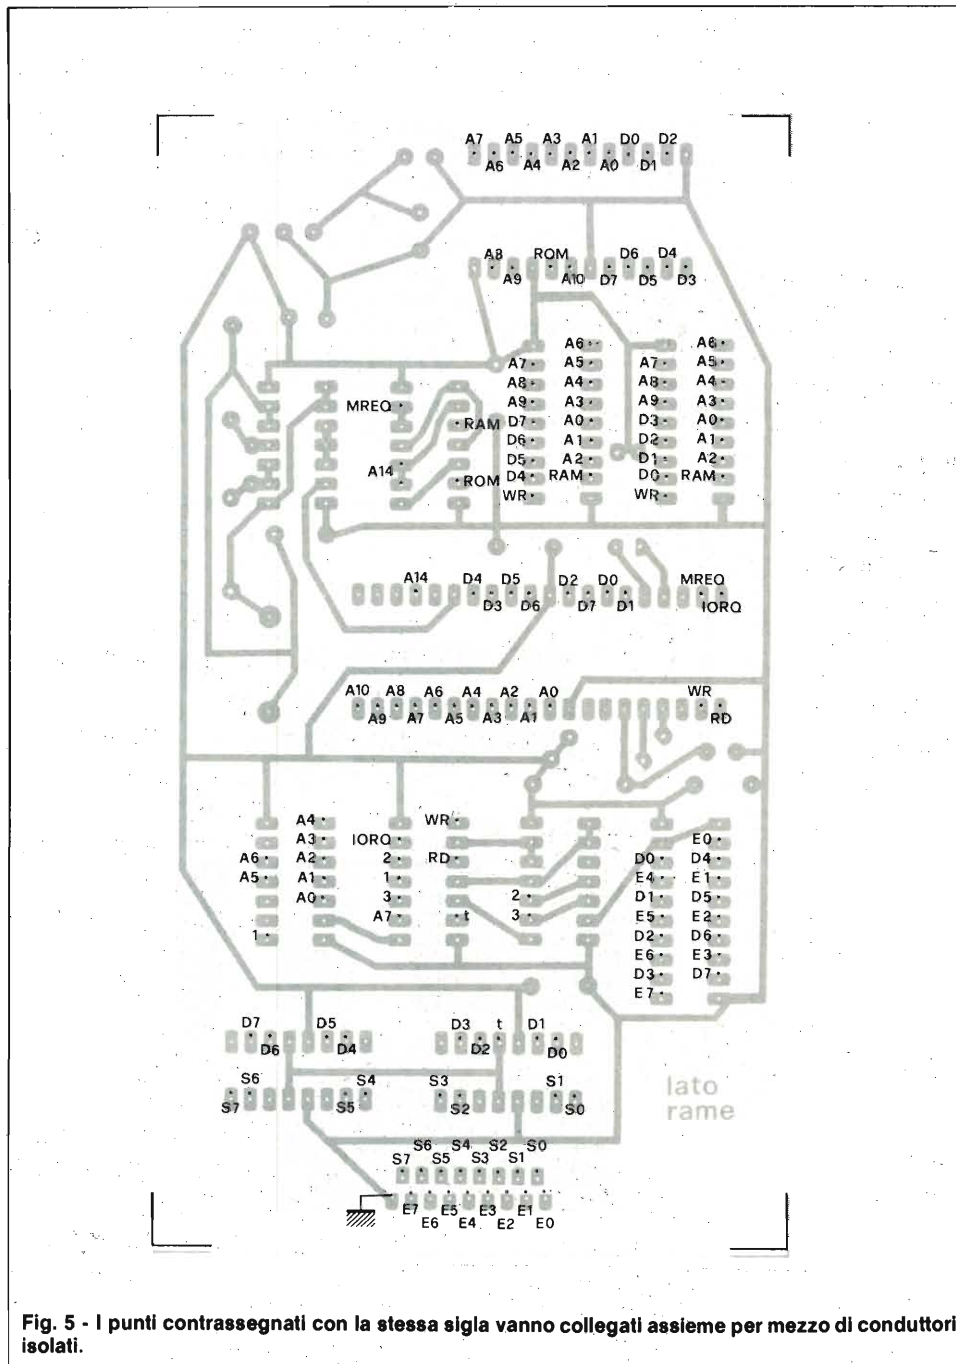 A7 A5 A3 A1 D0 D2
A6 A4 A2 A0 D1
A8 ROM D6 D4
A9 A10 D7 D5 D3
A6 A6
A7 A5 A7 A5
A8 A4 A8 A4
MREQ A9 A3 A9 A3
RAM D7 A0 D3 A0
D6 A1 D2 A1
A14 D5 A2 D1 A2
ROM D4 RAM D0 RAM
WR WR
A14 D4 D5 D2 D0 MREQ
D3 D6 D7 D1 IORQ
A10 A8 A6 A4 A2 A0 WR
A9 A7 A5 A3 A1 RD
A4 WR
A3 IORQ E0
A6 A2 2 RD D0 D4
A5 A1 1 E4 E1
A0 3 2 D1 D5
A7 t 3 E5 E2
1 D2 D6
E6 E3
D3 D7
E7
D7 D5 D3 t D1
D6 D4 D2 D0
S6 S4 S3 S1
S7 S5 S2 S0
lato
rame
S6 S4 S2 S0
S7 S5 S3 S1
E7 E5 E3 E1
E6 E4 E2 E0
Fig. 5 - I punti contrassegnati con la stessa sigla vanno collegati assieme per mezzo di conduttori
isolati.